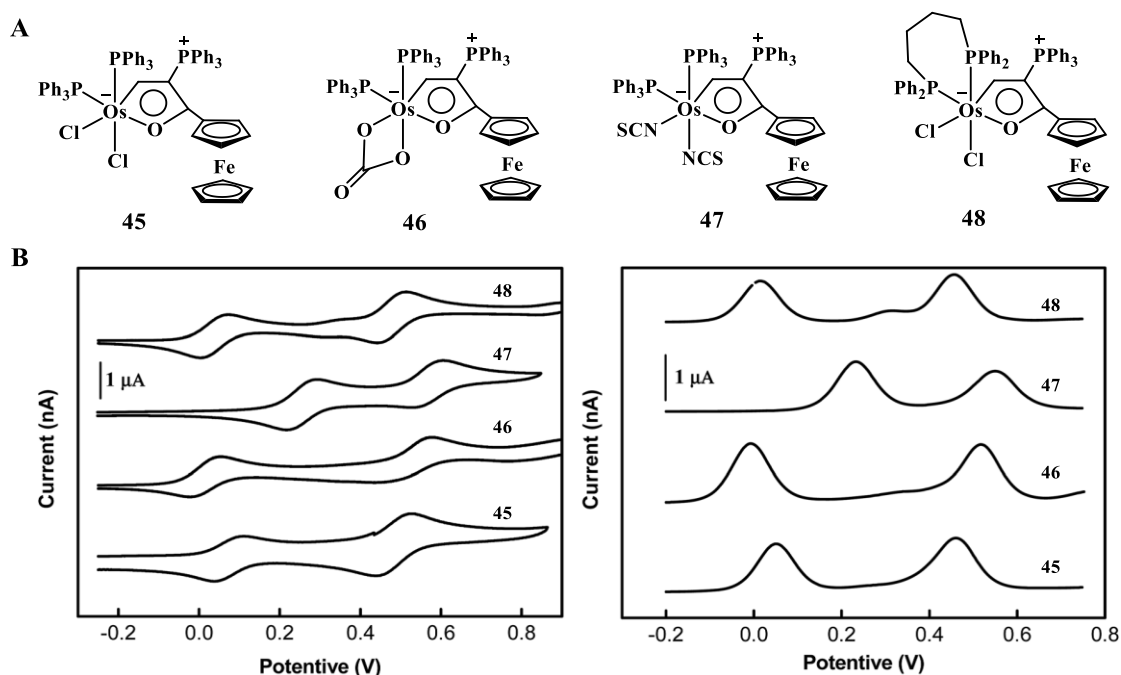 A
PPh3
+
PPh3
Ph3P
−
Os
O
Cl
Cl
Fe
45
PPh3
+
PPh3
Ph3P
−
Os
O
O
O
O
Fe
46
PPh3
+
PPh3
Ph3P
−
Os
O
SCN
NCS
Fe
47
PPh2
+
PPh3
Ph2P
−
Os
O
Cl
Cl
Fe
48
B
48
47
46
45
1 μA
Current (nA)
-0.2 0.0 0.2 0.4 0.6 0.8
Potentive (V)
48
47
46
45
1 μA
Current (nA)
-0.2 0.0 0.2 0.4 0.6 0.8
Potentive (V)